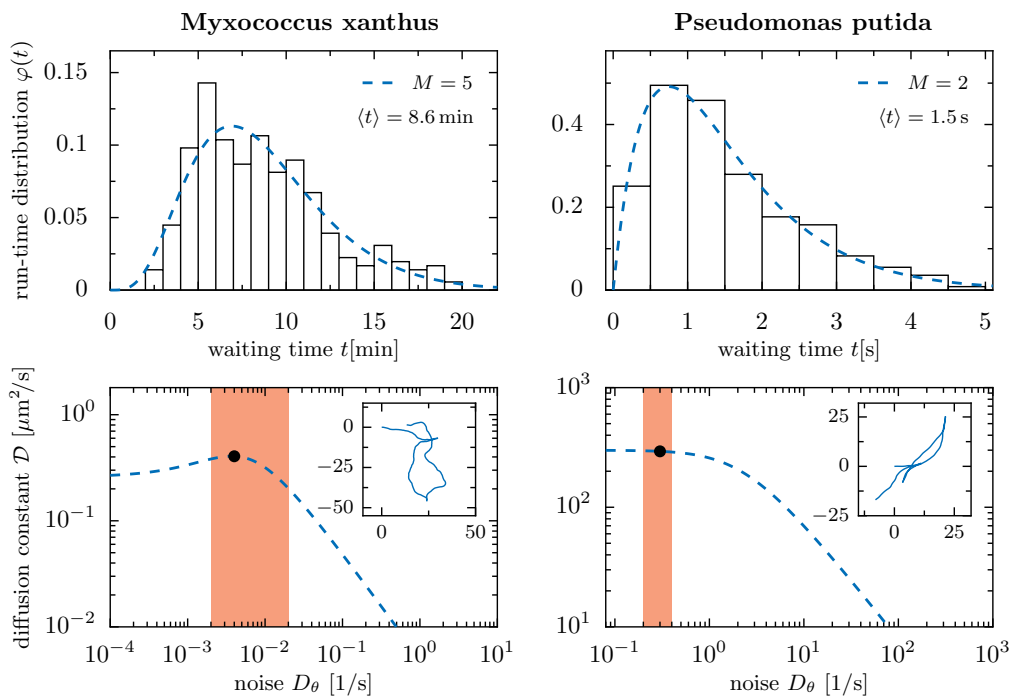 Myxococcus xanthus
Pseudomonas putida
run-time distribution φ(t)
0.15
0.1
0.05
0
M = 5
⟨t⟩ = 8.6 min
0 5 10 15 20
waiting time t[min]
0.4
0.2
0
M = 2
⟨t⟩ = 1.5 s
0 1 2 3 4 5
waiting time t[s]
diffusion constant 𝒟 [μm²/s]
10⁰
10⁻¹
10⁻²
0
−25
−50
0 50
10⁻⁴ 10⁻³ 10⁻² 10⁻¹ 10⁰ 10¹
noise D_θ [1/s]
10³
10²
10¹
25
0
−25
0 25
10⁻¹ 10⁰ 10¹ 10² 10³
noise D_θ [1/s]